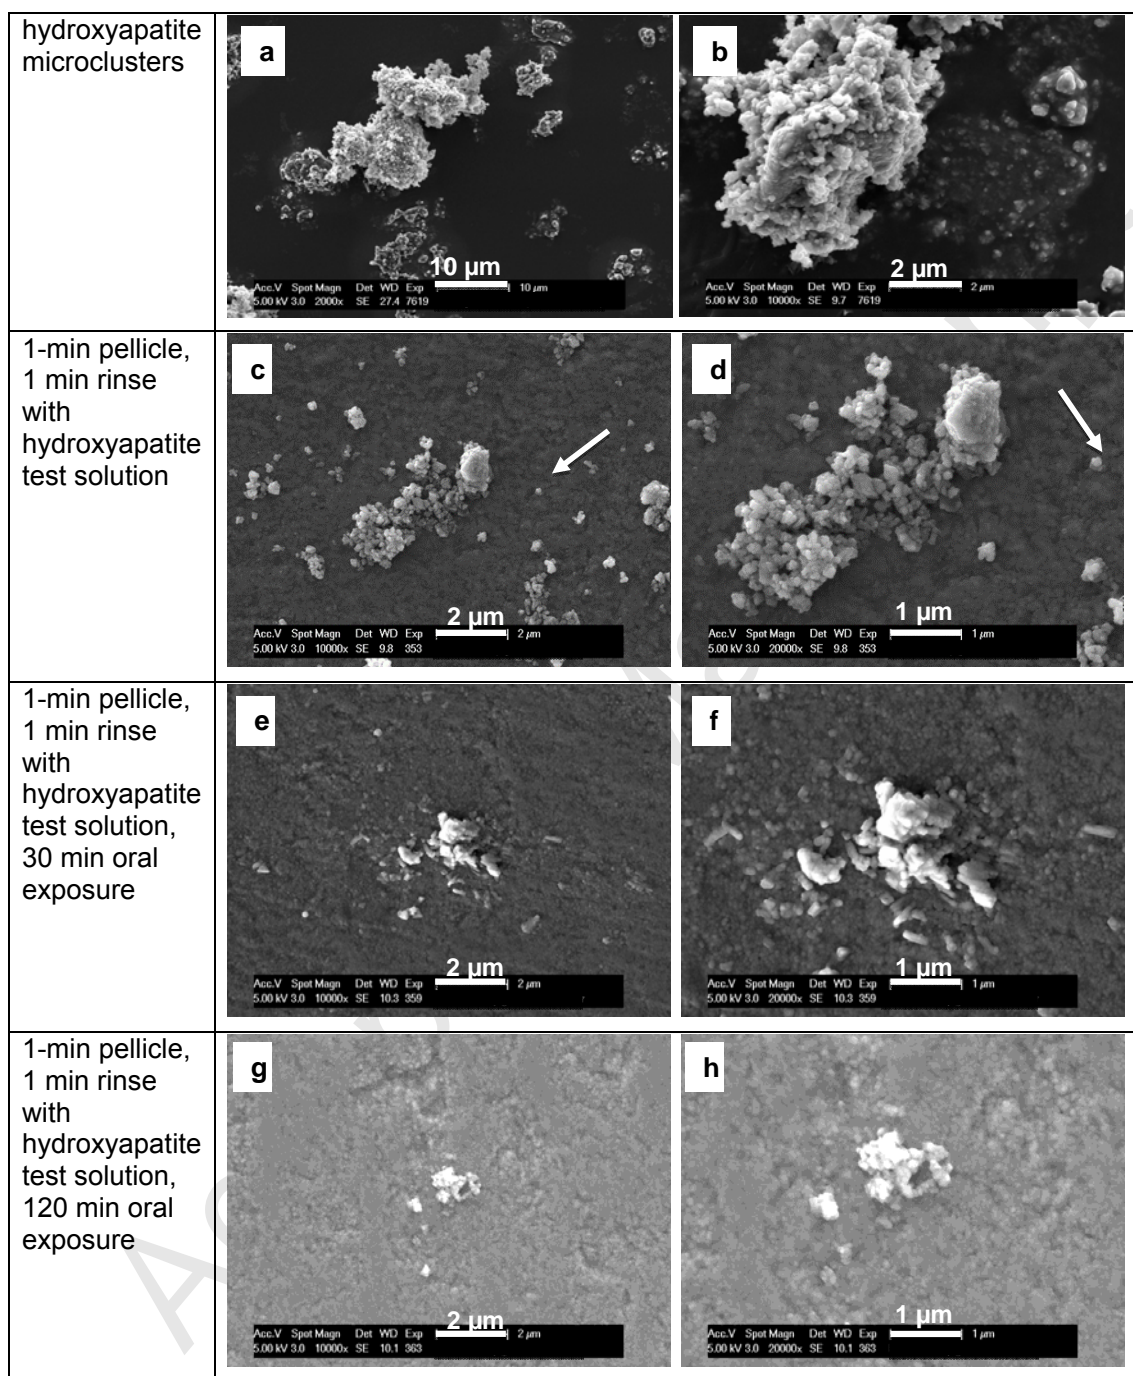 hydroxyapatite
microclusters
a
10 µm
Acc.V Spot Magn Det WD Exp 10 µm
5.00 kV 3.0 2000x SE 27.4 7619
b
2 µm
Acc.V Spot Magn Det WD Exp 2 µm
5.00 kV 3.0 10000x SE 9.7 7619
1-min pellicle,
1 min rinse
with
hydroxyapatite
test solution
c
2 µm
Acc.V Spot Magn Det WD Exp 2 µm
5.00 kV 3.0 10000x SE 9.8 353
d
1 µm
Acc.V Spot Magn Det WD Exp 1 µm
5.00 kV 3.0 20000x SE 9.8 353
1-min pellicle,
1 min rinse
with
hydroxyapatite
test solution,
30 min oral
exposure
e
2 µm
Acc.V Spot Magn Det WD Exp 2 µm
5.00 kV 3.0 10000x SE 10.3 359
f
1 µm
Acc.V Spot Magn Det WD Exp 1 µm
5.00 kV 3.0 20000x SE 10.3 359
1-min pellicle,
1 min rinse
with
hydroxyapatite
test solution,
120 min oral
exposure
g
2 µm
Acc.V Spot Magn Det WD Exp 2 µm
5.00 kV 3.0 10000x SE 10.1 363
h
1 µm
Acc.V Spot Magn Det WD Exp 1 µm
5.00 kV 3.0 20000x SE 10.1 363